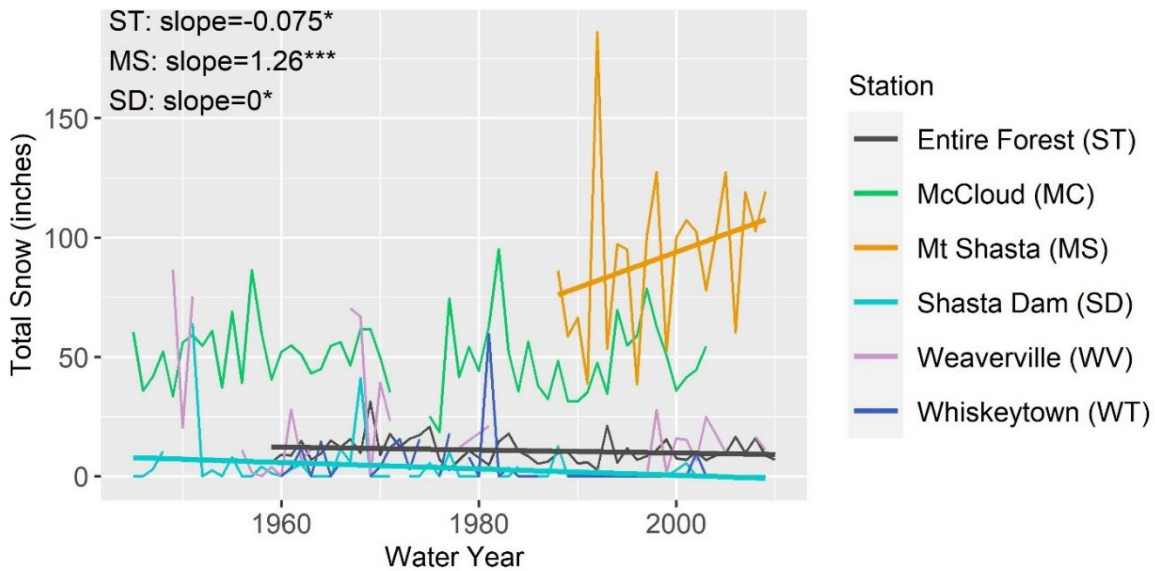 ST: slope=-0.075*
MS: slope=1.26***
SD: slope=0*
Total Snow (inches)
150
100
50
0
1960
1980
2000
Water Year
Station
Entire Forest (ST)
McCloud (MC)
Mt Shasta (MS)
Shasta Dam (SD)
Weaverville (WV)
Whiskeytown (WT)